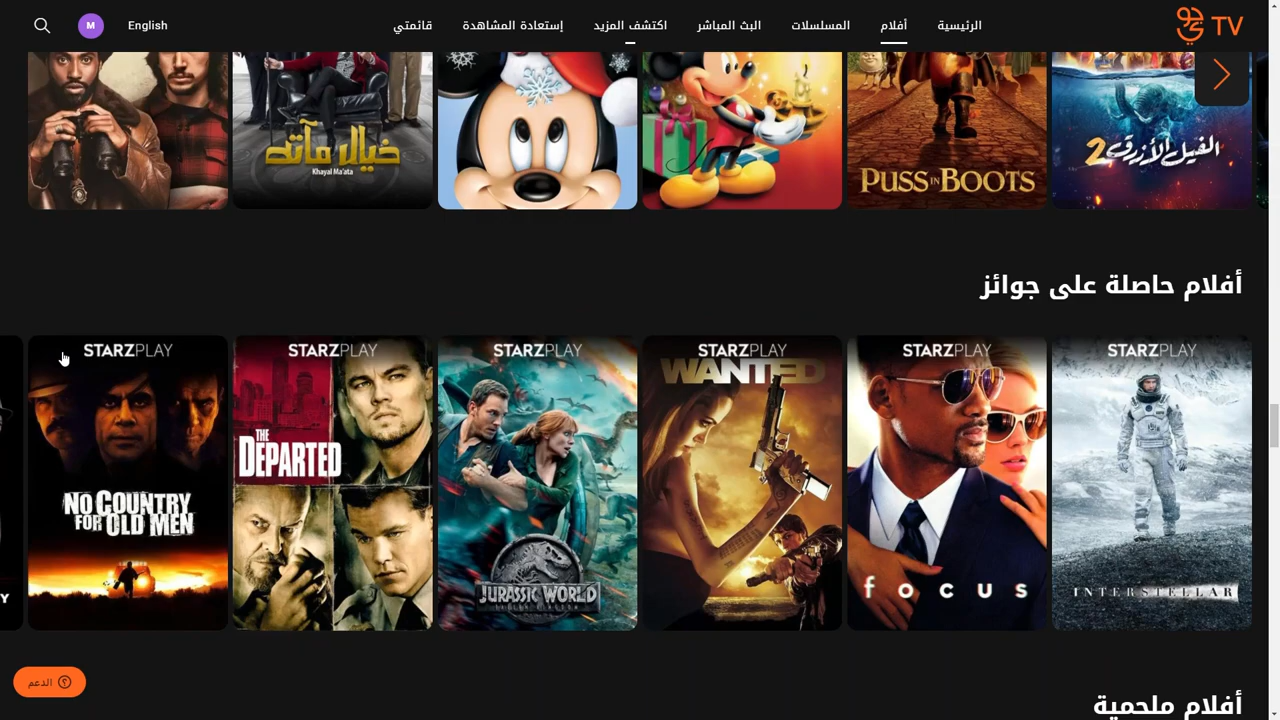 جوّي TV
الرئيسية
أفلام
المسلسلات
البث المباشر
اكتشف المزيد
إستعادة المشاهدة
قائمتي
English
M
الفيل الأزرق 2
PUSS IN BOOTS
خيال مآتة
Khayal Ma'ata
أفلام حاصلة على جوائز
STARZPLAY
INTERSTELLAR
STARZPLAY
focus
STARZPLAY
WANTED
STARZPLAY
JURASSIC WORLD
STARZPLAY
THE
DEPARTED
STARZPLAY
NO COUNTRY
FOR OLD MEN
Y
الدعم
أفلام ملحمية